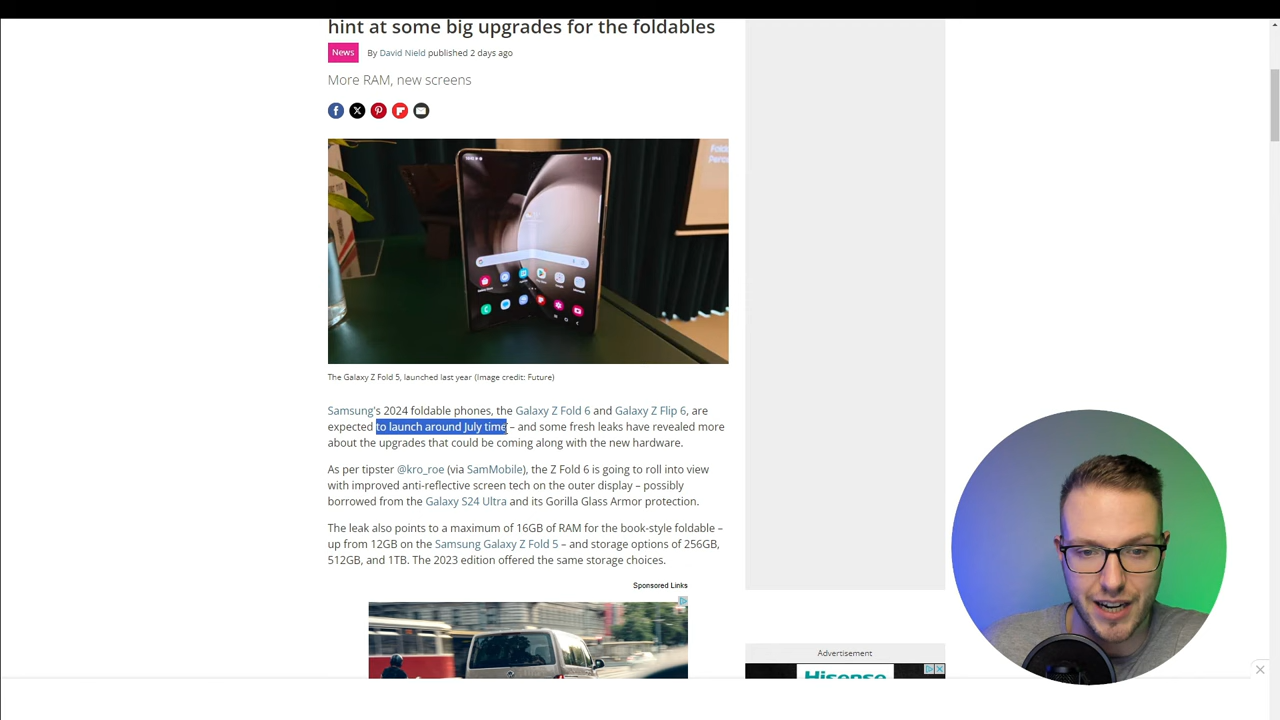 hint at some big upgrades for the foldables
News
By David Nield published 2 days ago
More RAM, new screens
The Galaxy Z Fold 5, launched last year (Image credit: Future)
Samsung's 2024 foldable phones, the Galaxy Z Fold 6 and Galaxy Z Flip 6, are
expected to launch around July time – and some fresh leaks have revealed more
about the upgrades that could be coming along with the new hardware.
As per tipster @kro_roe (via SamMobile), the Z Fold 6 is going to roll into view
with improved anti-reflective screen tech on the outer display – possibly
borrowed from the Galaxy S24 Ultra and its Gorilla Glass Armor protection.
The leak also points to a maximum of 16GB of RAM for the book-style foldable –
up from 12GB on the Samsung Galaxy Z Fold 5 – and storage options of 256GB,
512GB, and 1TB. The 2023 edition offered the same storage choices.
Sponsored Links
Advertisement
Hisense